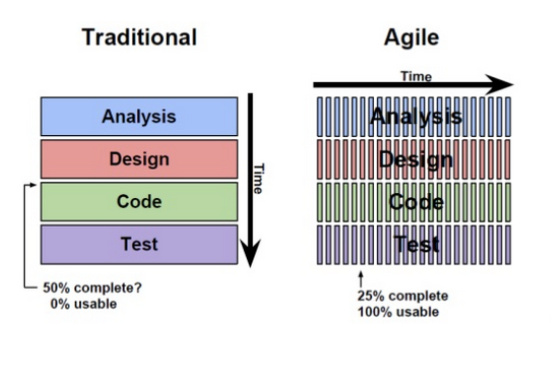 Traditional
Agile
Time
Analysis
Design
Code
Test
Time
50% complete?
0% usable
Analysis
Design
Code
Test
25% complete
100% usable